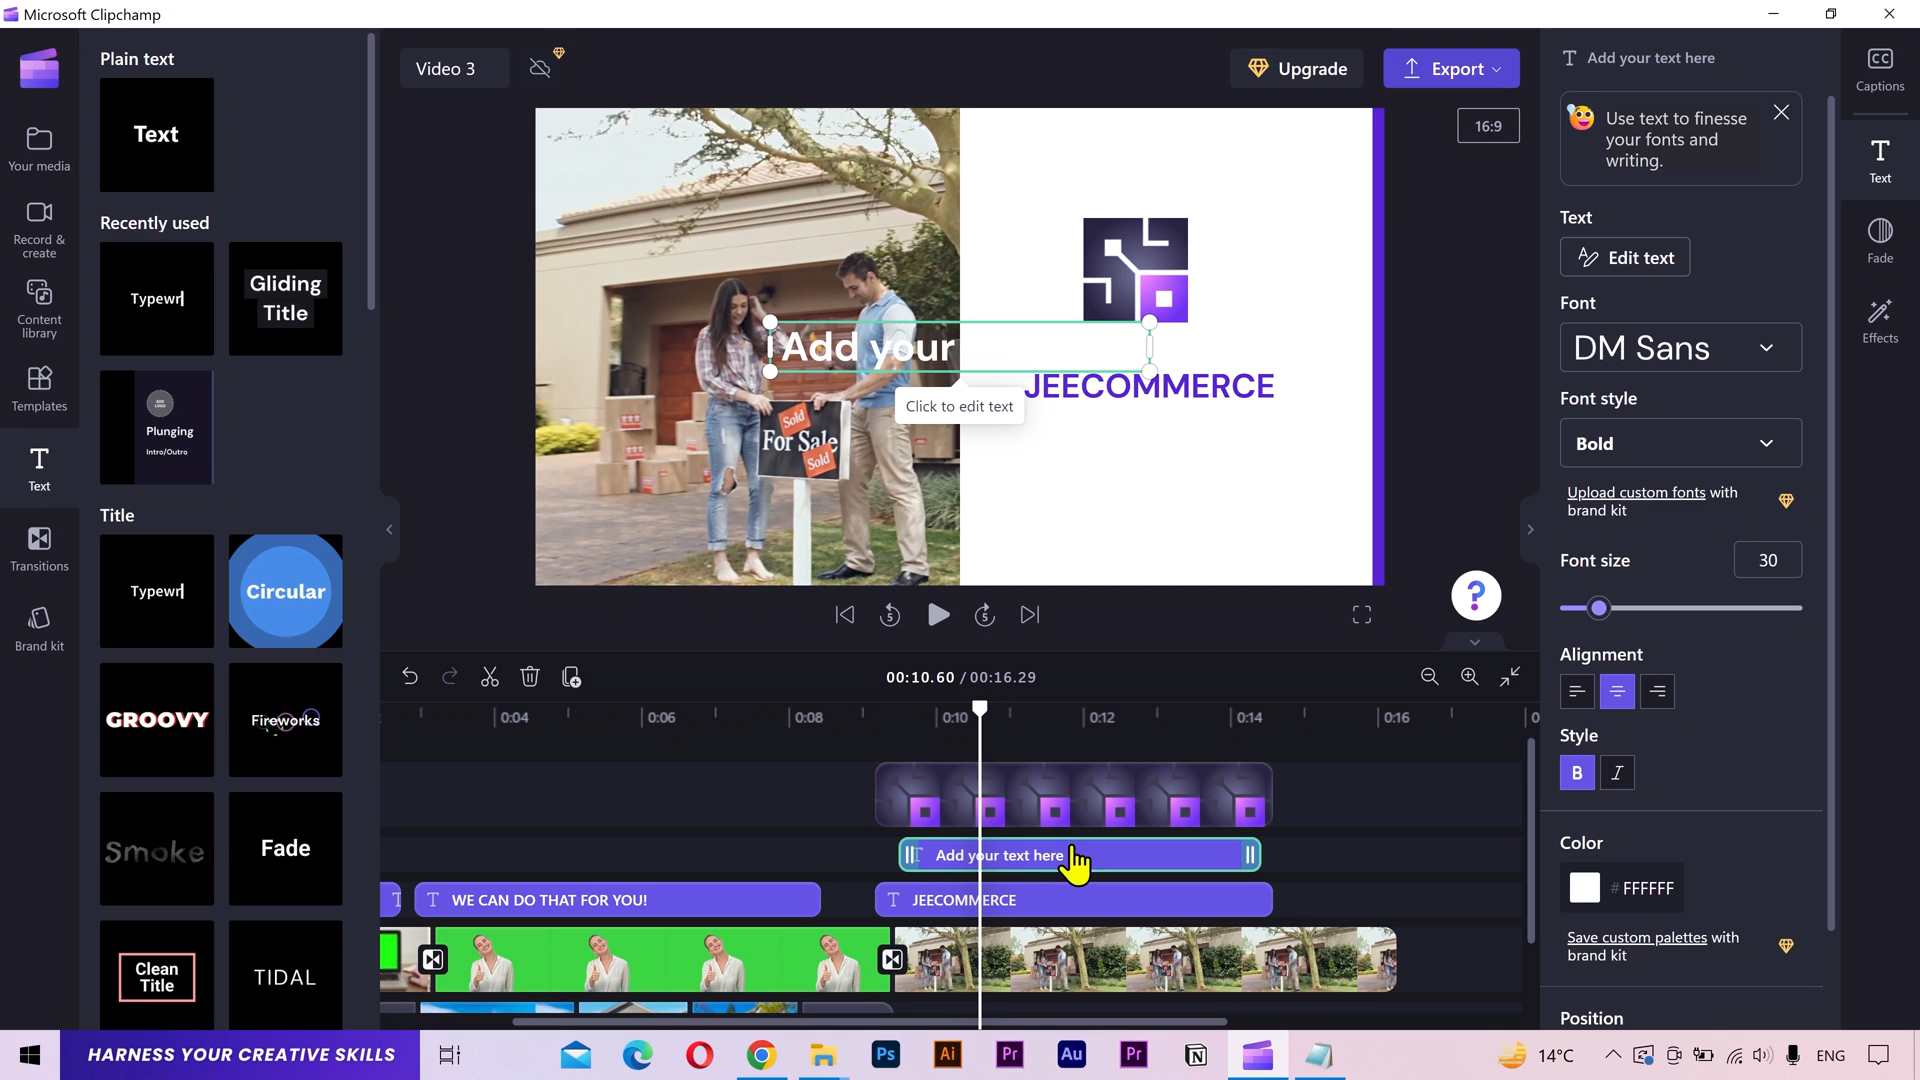 Microsoft Clipchamp
Your media
Record &
create
Content
library
Templates
Text
Transitions
Brand kit
Plain text
Text
Recently used
Typewr
Gliding
Title
ADD
LOGO
Plunging
Intro/Outro
Title
Typewr
Circular
GROOVY
Fireworks
Smoke
Fade
Clean
Title
TIDAL
Video 3
Upgrade
Export
16:9
Add your
Click to edit text
JEECOMMERCE
Sold
For Sale
Sold
5
5
?
00:10.60 / 00:16.29
0:04
0:06
0:08
0:10
0:12
0:14
0:16
0
Add your text here
T WE CAN DO THAT FOR YOU!
T JEECOMMERCE
T Add your text here
Use text to finesse
your fonts and
writing.
Text
Edit text
Font
DM Sans
Font style
Bold
Upload custom fonts with
brand kit
Font size
30
Alignment
Style
B
I
Color
# FFFFFF
Save custom palettes with
brand kit
Position
CC
Captions
Text
Fade
Effects
HARNESS YOUR CREATIVE SKILLS
Ps
Ai
Pr
Au
Pr
14°C
ENG